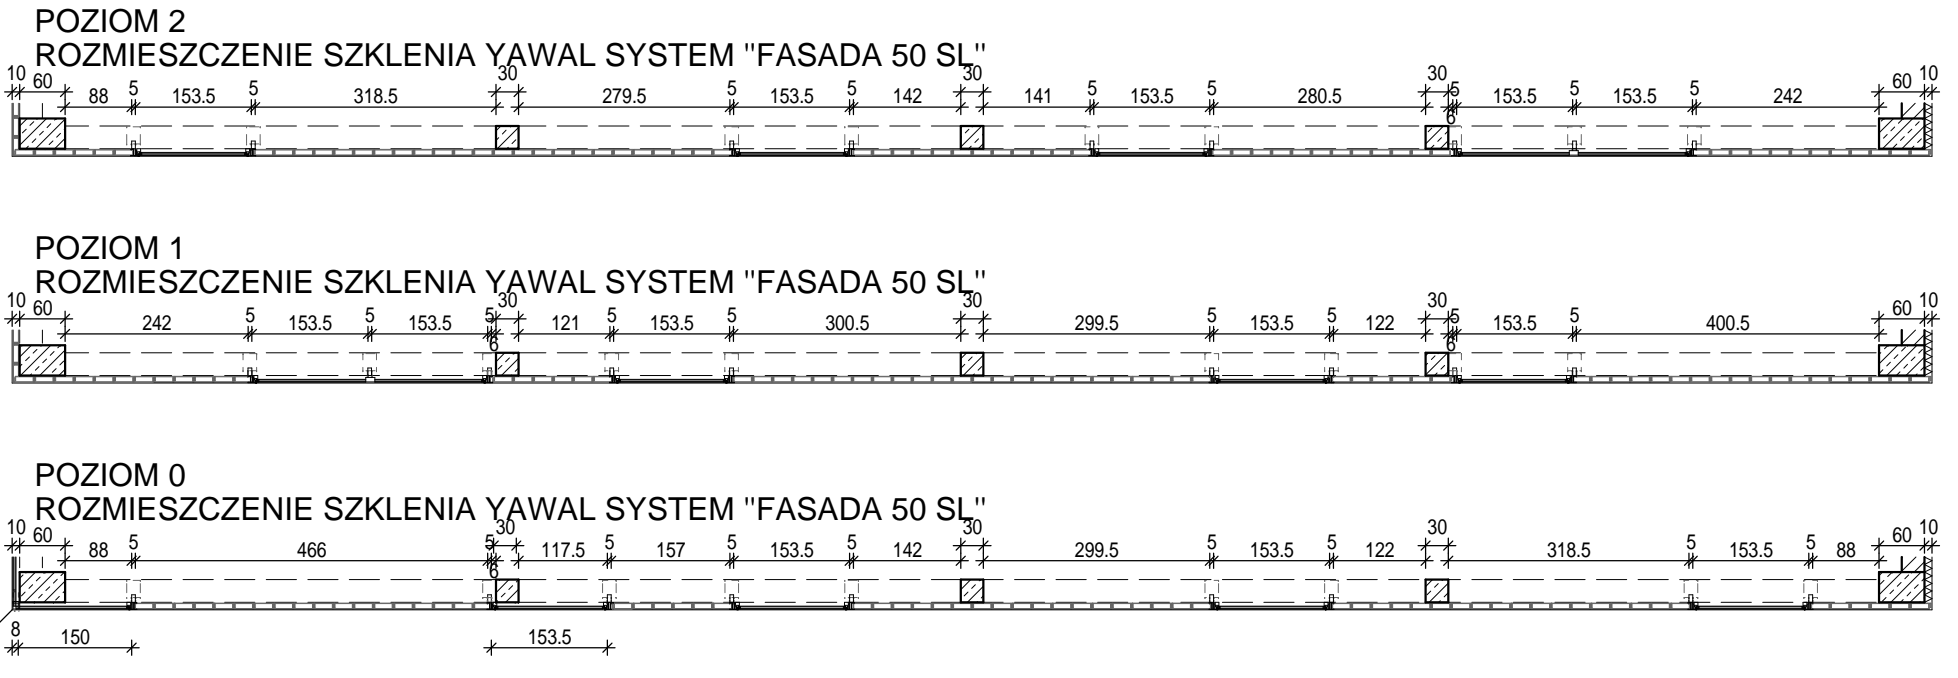 POZIOM 2
ROZMIESZCZENIE SZKLENIA YAWAL SYSTEM "FASADA 50 SL"
10 60 88 5 153.5 5 318.5 30 279.5 5 153.5 5 142 30 141 5 153.5 5 280.5 30 6 5 153.5 5 153.5 5 242 60 10
POZIOM 1
ROZMIESZCZENIE SZKLENIA YAWAL SYSTEM "FASADA 50 SL"
10 60 242 5 153.5 5 153.5 5 6 30 121 5 153.5 5 300.5 30 299.5 5 153.5 5 122 30 6 5 153.5 5 400.5 60 10
POZIOM 0
ROZMIESZCZENIE SZKLENIA YAWAL SYSTEM "FASADA 50 SL"
10 60 88 5 466 5 6 30 117.5 5 157 5 153.5 5 142 30 299.5 5 153.5 5 122 30 318.5 5 153.5 5 88 60 10
8 150 153.5